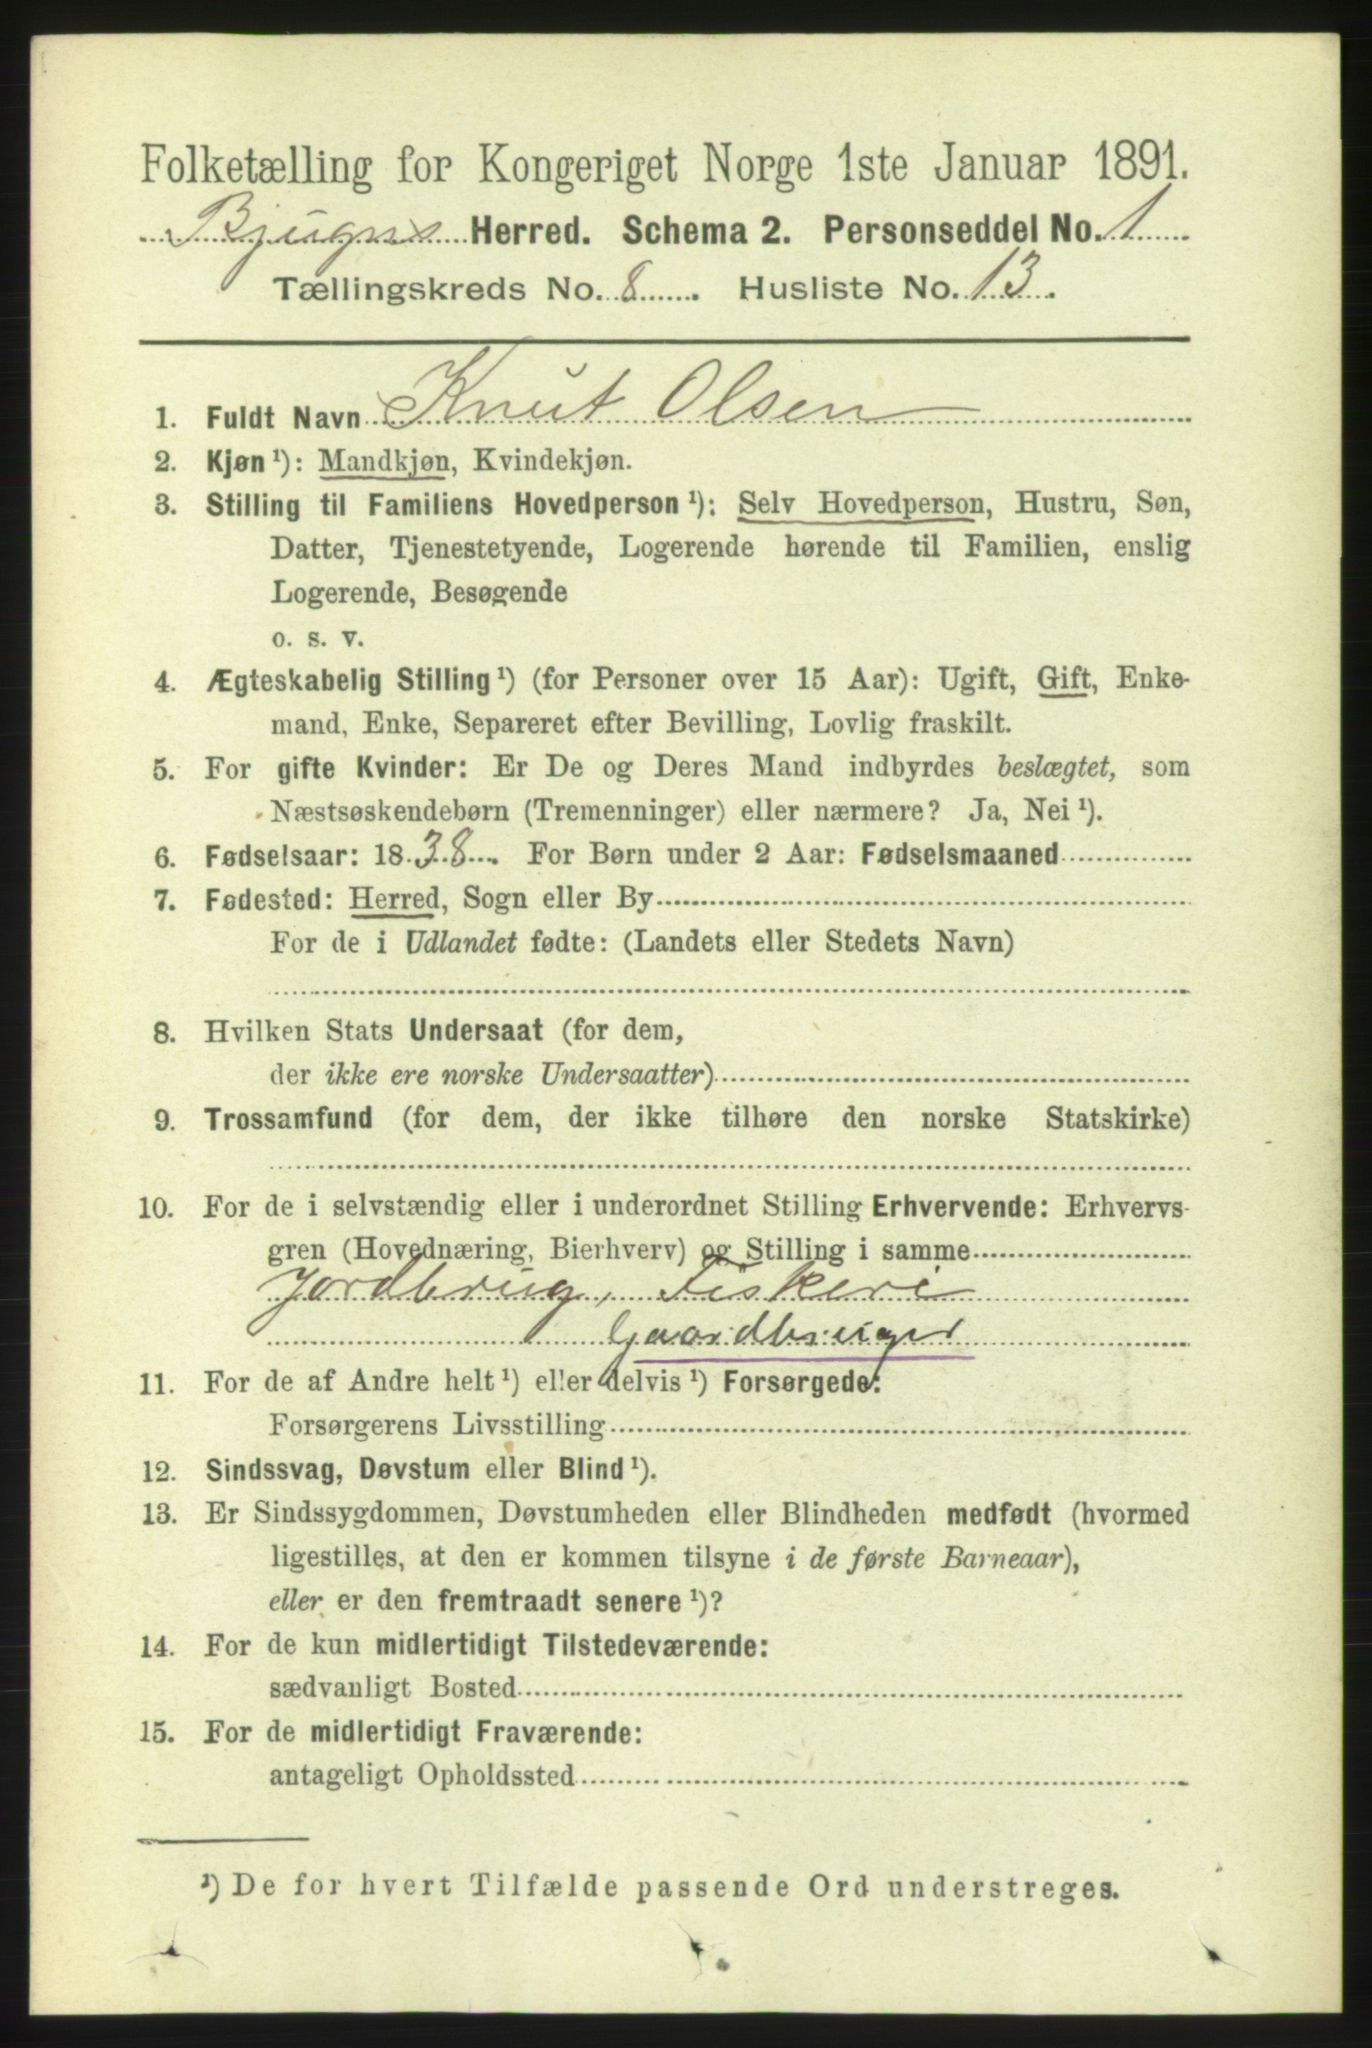 Folketælling for Kongeriget Norge 1ste Januar 1891.
Bjugns Herred. Schema 2. Personseddel No. 1
Tællingskreds No. 8. Husliste No. 13.
1. Fuldt Navn Knut Olsen
2. Kjøn ¹): Mandkjøn, Kvindekjøn.
3. Stilling til Familiens Hovedperson ¹): Selv Hovedperson, Hustru, Søn,
Datter, Tjenestetyende, Logerende hørende til Familien, enslig
Logerende, Besøgende
o. s. v.
4. Ægteskabelig Stilling ¹) (for Personer over 15 Aar): Ugift, Gift, Enke-
mand, Enke, Separeret efter Bevilling, Lovlig fraskilt.
5. For gifte Kvinder: Er De og Deres Mand indbyrdes beslægtet, som
Næstsøskendebørn (Tremenninger) eller nærmere? Ja, Nei ¹).
6. Fødselsaar: 1838. For Børn under 2 Aar: Fødselsmaaned
7. Fødested: Herred, Sogn eller By
For de i Udlandet fødte: (Landets eller Stedets Navn)
8. Hvilken Stats Undersaat (for dem,
der ikke ere norske Undersaatter)
9. Trossamfund (for dem, der ikke tilhøre den norske Statskirke)
10. For de i selvstændig eller i underordnet Stilling Erhvervende: Erhvervs-
gren (Hovednæring, Bierhverv) og Stilling i samme
Jordbrug, Fiskeri
Gaardbruger
11. For de af Andre helt ¹) eller delvis ¹) Forsørgede:
Forsørgerens Livsstilling
12. Sindssvag, Døvstum eller Blind ¹).
13. Er Sindssygdommen, Døvstumheden eller Blindheden medfødt (hvormed
ligestilles, at den er kommen tilsyne i de første Barneaar),
eller er den fremtraadt senere ¹)?
14. For de kun midlertidigt Tilstedeværende:
sædvanligt Bosted
15. For de midlertidigt Fraværende:
antageligt Opholdssted
¹) De for hvert Tilfælde passende Ord understreges.